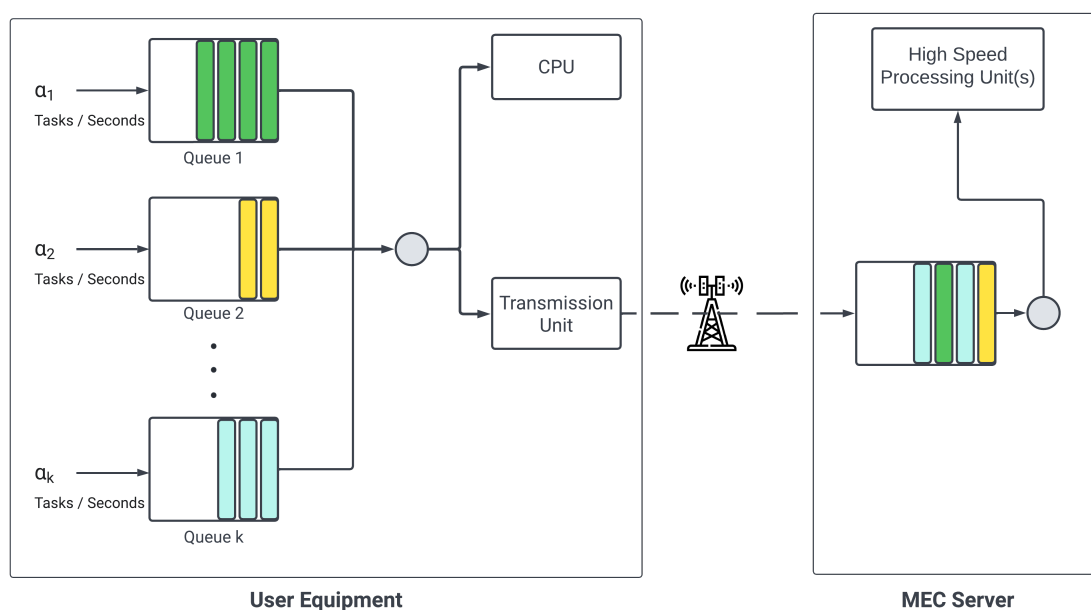 α1
Tasks / Seconds
Queue 1
α2
Tasks / Seconds
Queue 2
αk
Tasks / Seconds
Queue k
CPU
Transmission
Unit
User Equipment
High Speed
Processing Unit(s)
MEC Server